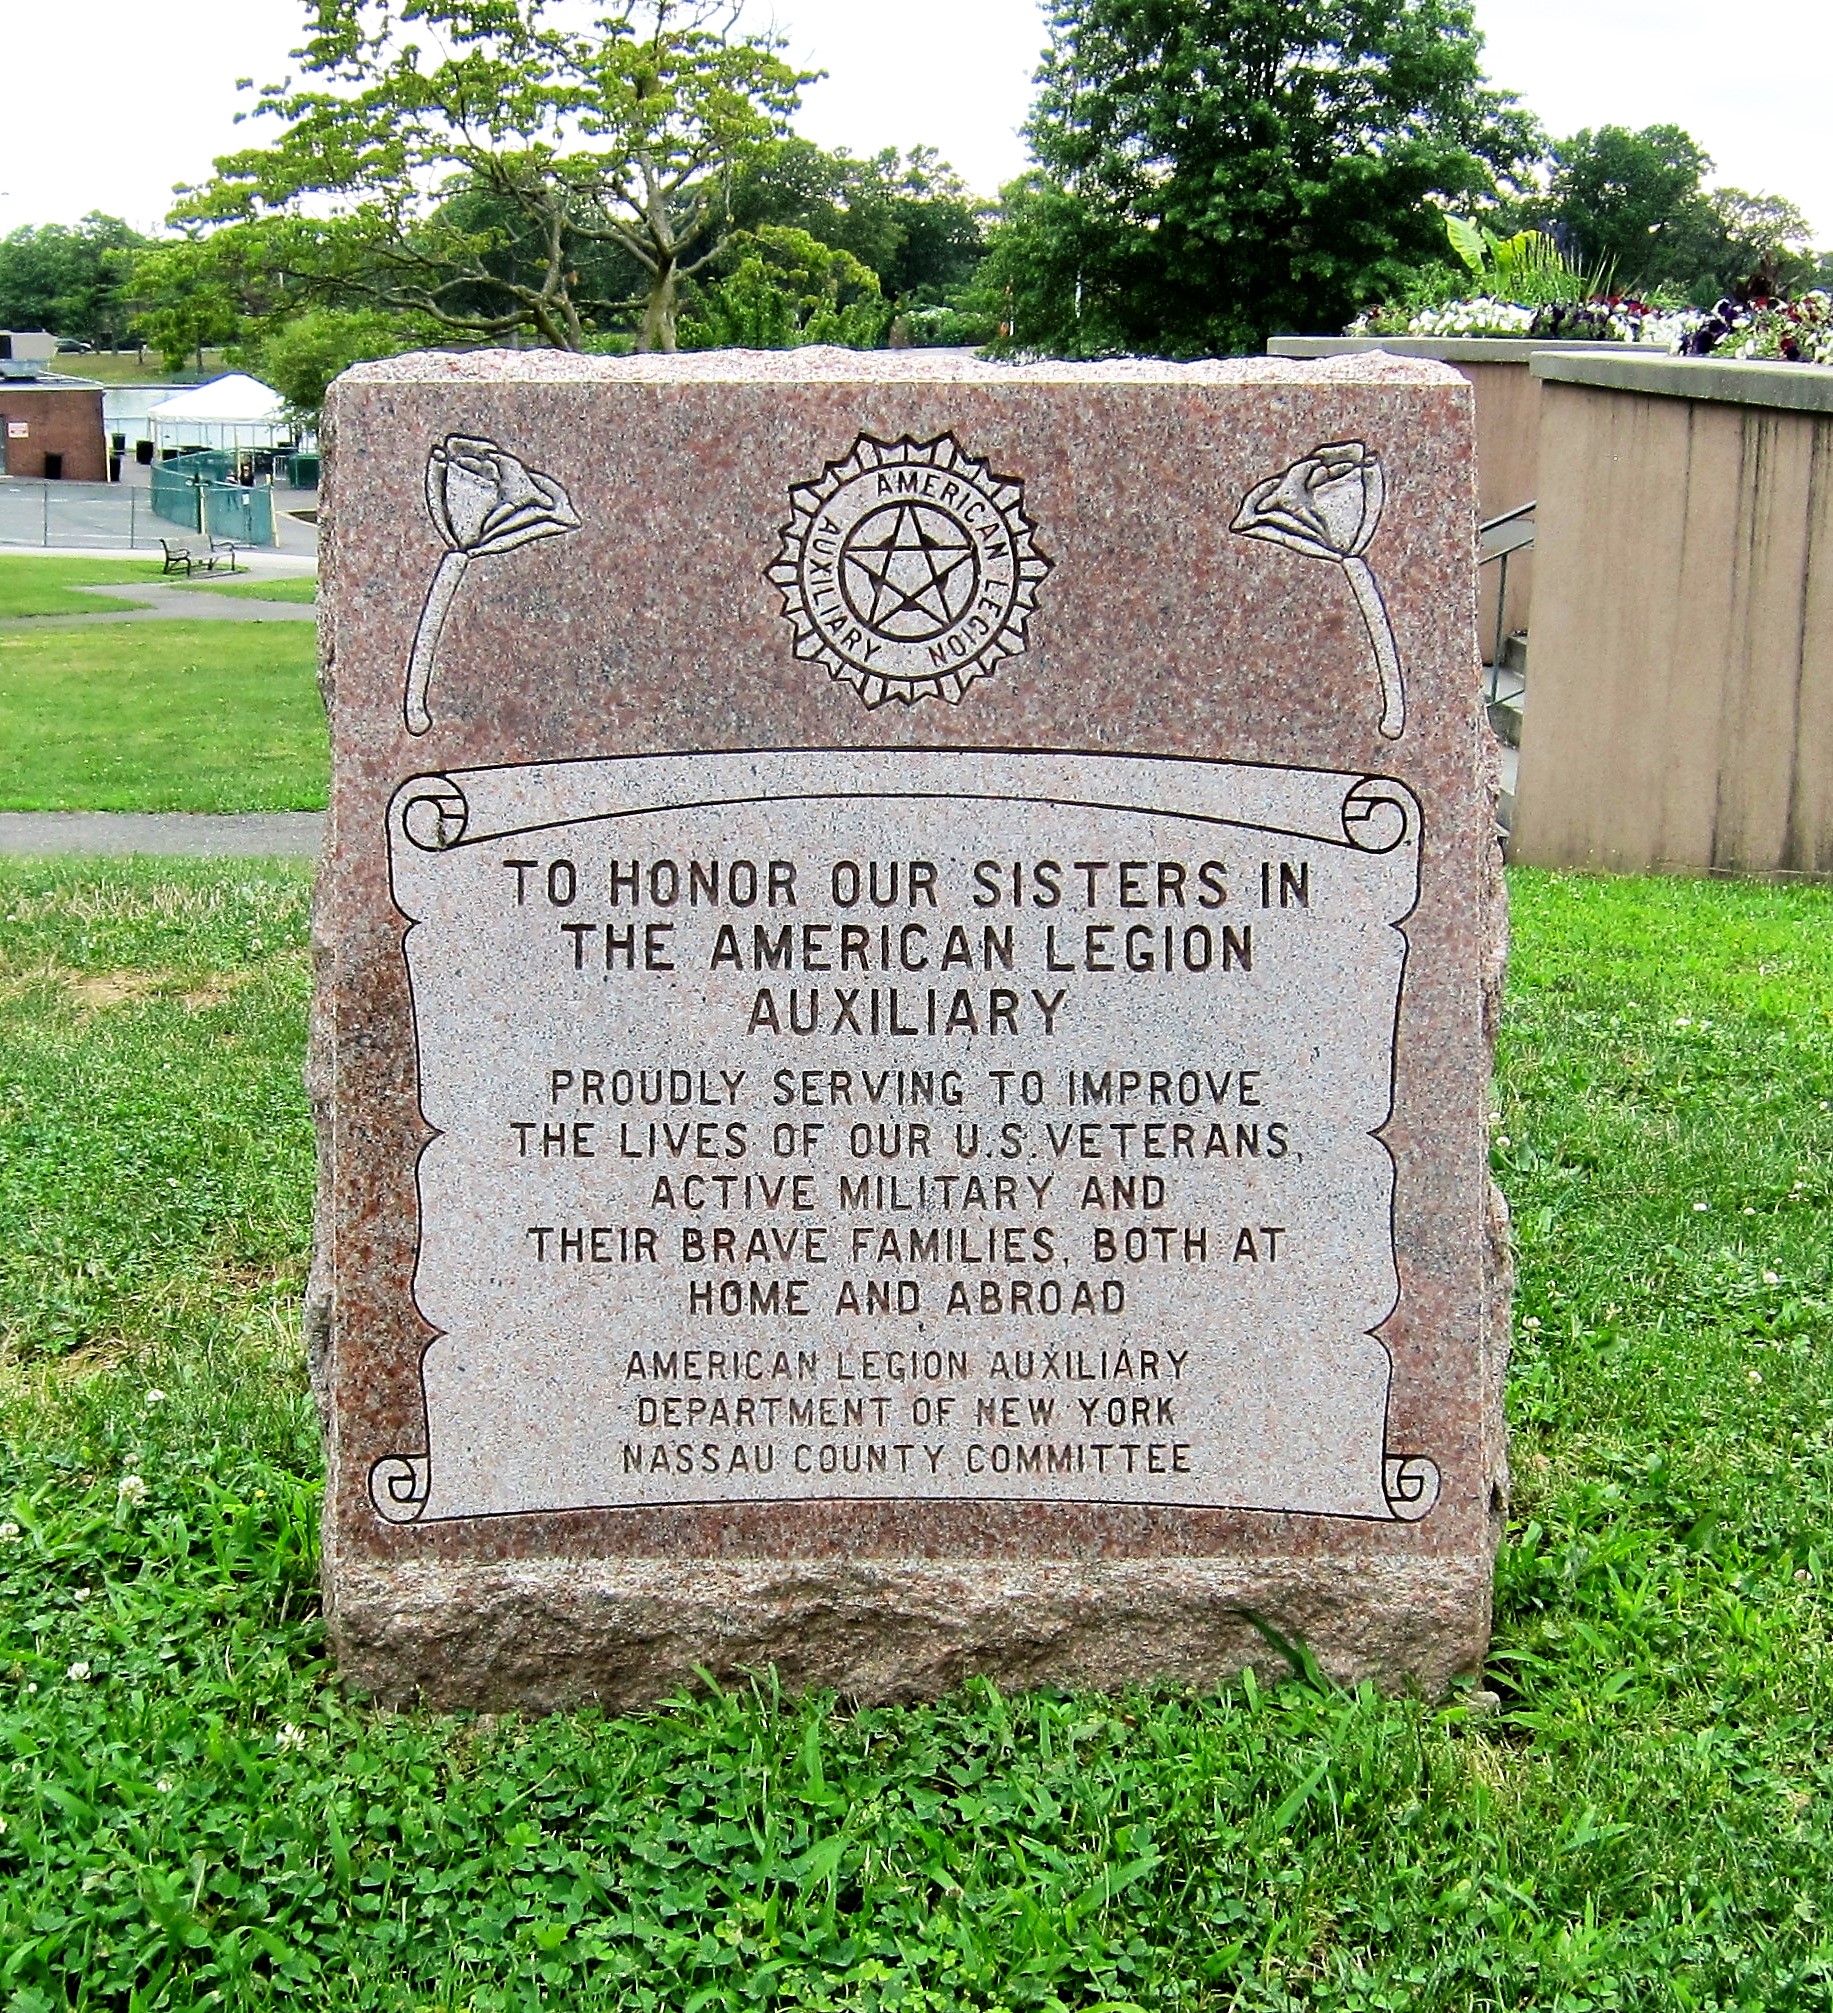 AMERICAN LEGION
AUXILIARY
TO HONOR OUR SISTERS IN
THE AMERICAN LEGION
AUXILIARY
PROUDLY SERVING TO IMPROVE
THE LIVES OF OUR U.S. VETERANS,
ACTIVE MILITARY AND
THEIR BRAVE FAMILIES, BOTH AT
HOME AND ABROAD
AMERICAN LEGION AUXILIARY
DEPARTMENT OF NEW YORK
NASSAU COUNTY COMMITTEE